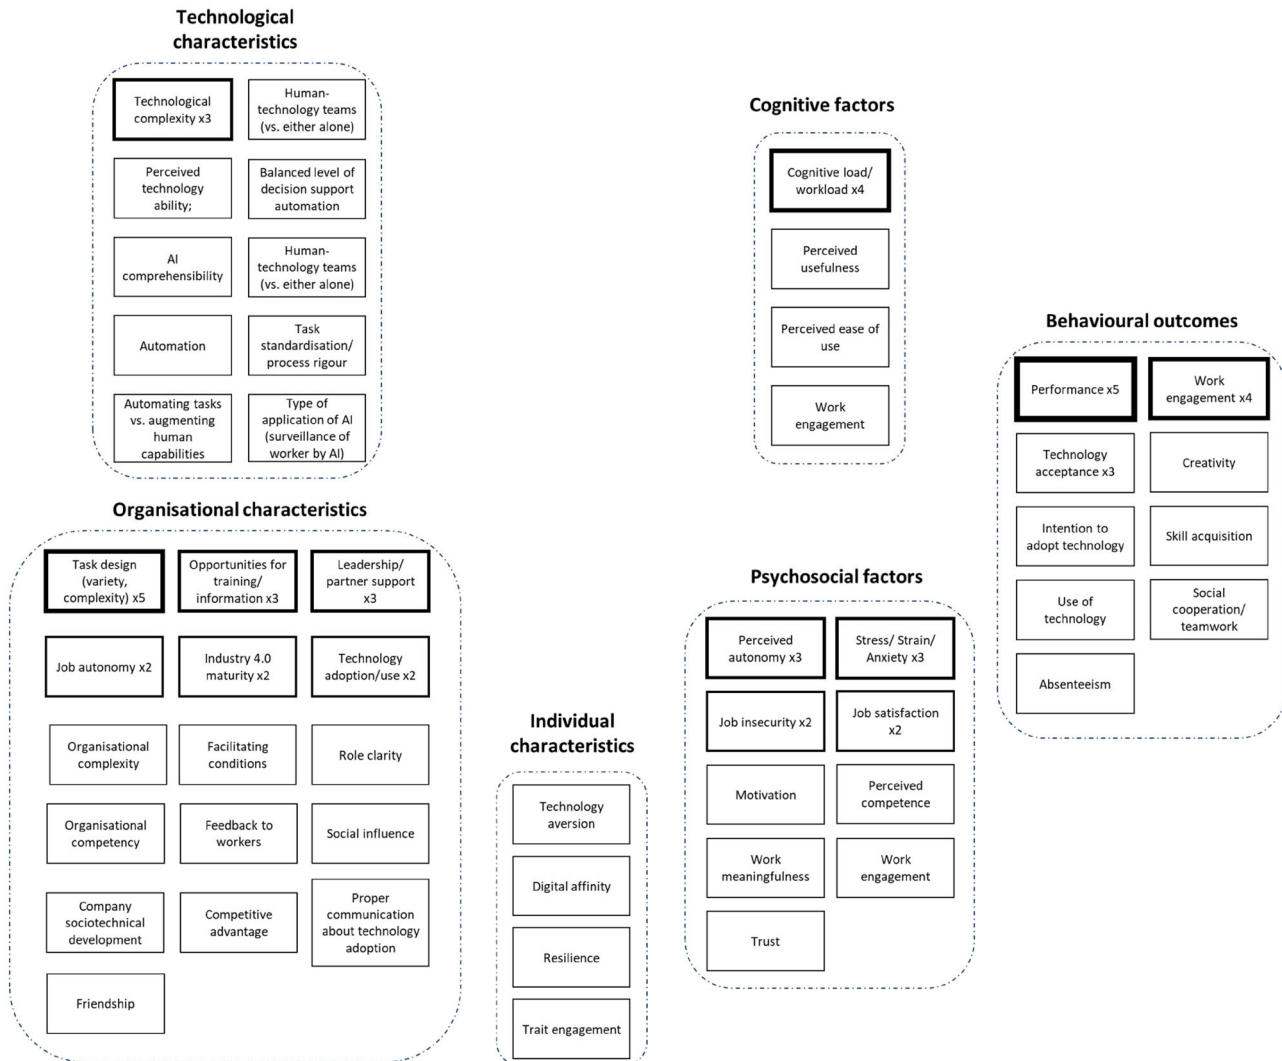 Technological
characteristics
Technological
complexity x3
Human-
technology teams
(vs. either alone)
Perceived
technology
ability;
Balanced level of
decision support
automation
AI
comprehensibility
Human-
technology teams
(vs. either alone)
Automation
Task
standardisation/
process rigour
Automating tasks
vs. augmenting
human
capabilities
Type of
application of AI
(surveillance of
worker by AI)
Organisational characteristics
Task design
(variety,
complexity) x5
Opportunities for
training/
information x3
Leadership/
partner support
x3
Job autonomy x2
Industry 4.0
maturity x2
Technology
adoption/use x2
Organisational
complexity
Facilitating
conditions
Role clarity
Organisational
competency
Feedback to
workers
Social influence
Company
sociotechnical
development
Competitive
advantage
Proper
communication
about technology
adoption
Friendship
Individual
characteristics
Technology
aversion
Digital affinity
Resilience
Trait engagement
Cognitive factors
Cognitive load/
workload x4
Perceived
usefulness
Perceived ease of
use
Work
engagement
Psychosocial factors
Perceived
autonomy x3
Stress/ Strain/
Anxiety x3
Job insecurity x2
Job satisfaction
x2
Motivation
Perceived
competence
Work
meaningfulness
Work
engagement
Trust
Behavioural outcomes
Performance x5
Work
engagement x4
Technology
acceptance x3
Creativity
Intention to
adopt technology
Skill acquisition
Use of
technology
Social
cooperation/
teamwork
Absenteeism